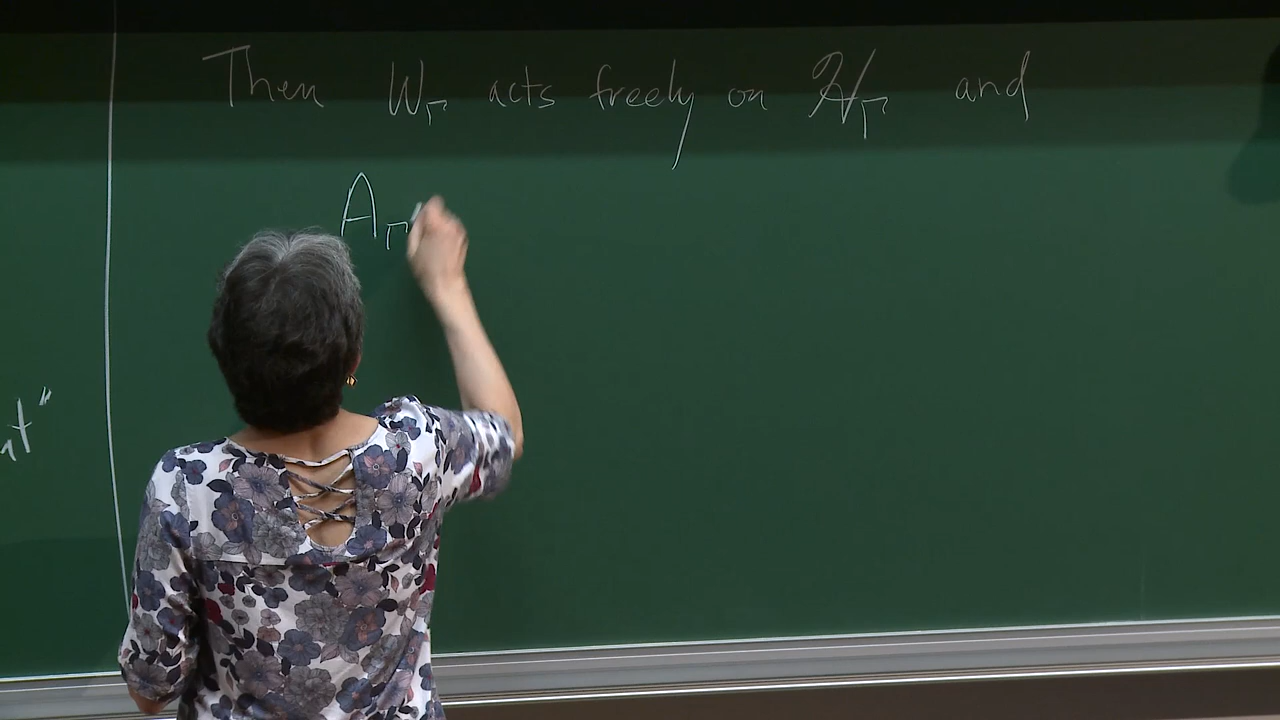 Then W_Γ acts freely on ℋ_Γ and
A_Γ